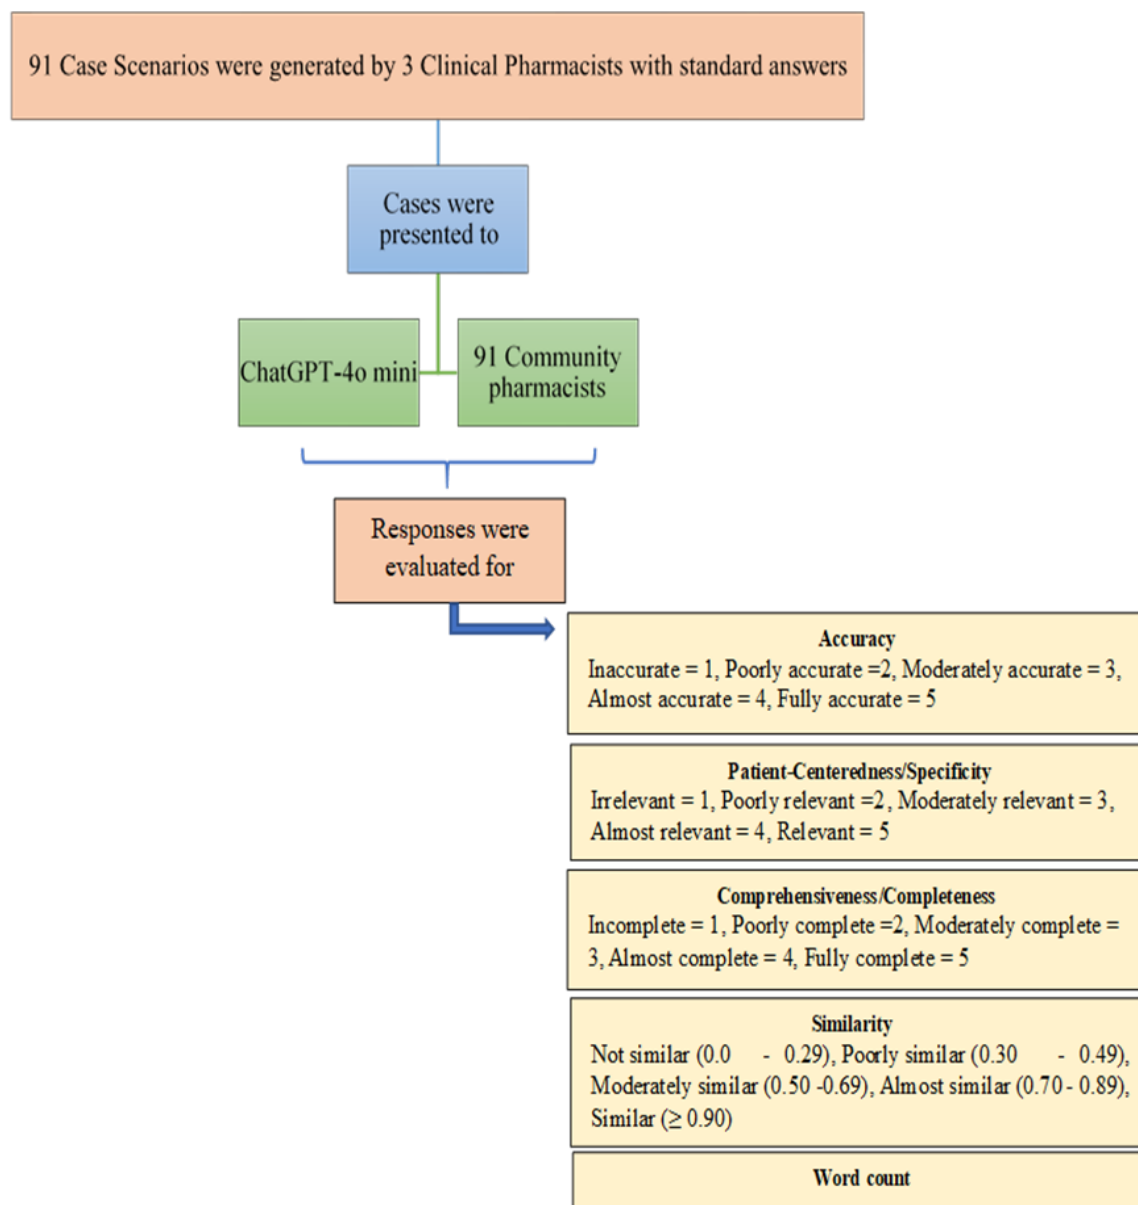 91 Case Scenarios were generated by 3 Clinical Pharmacists with standard answers
Cases were
presented to
ChatGPT-4o mini
91 Community
pharmacists
Responses were
evaluated for
Accuracy
Inaccurate = 1, Poorly accurate =2, Moderately accurate = 3,
Almost accurate = 4, Fully accurate = 5
Patient-Centeredness/Specificity
Irrelevant = 1, Poorly relevant =2, Moderately relevant = 3,
Almost relevant = 4, Relevant = 5
Comprehensiveness/Completeness
Incomplete = 1, Poorly complete =2, Moderately complete =
3, Almost complete = 4, Fully complete = 5
Similarity
Not similar (0.0 - 0.29), Poorly similar (0.30 - 0.49),
Moderately similar (0.50 -0.69), Almost similar (0.70 - 0.89),
Similar (≥ 0.90)
Word count